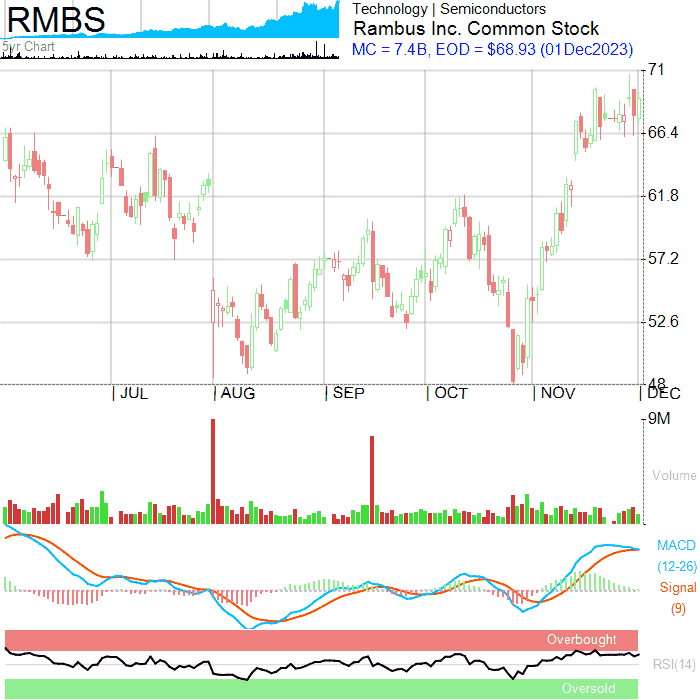 RMBS
5yr Chart
Technology | Semiconductors
Rambus Inc. Common Stock
MC = 7.4B, EOD = $68.93 (01Dec2023)
71
66.4
61.8
57.2
52.6
48
| JUL | AUG | SEP | OCT | NOV | DEC
9M
Volume
MACD
(12-26)
Signal
(9)
Overbought
RSI(14)
Oversold